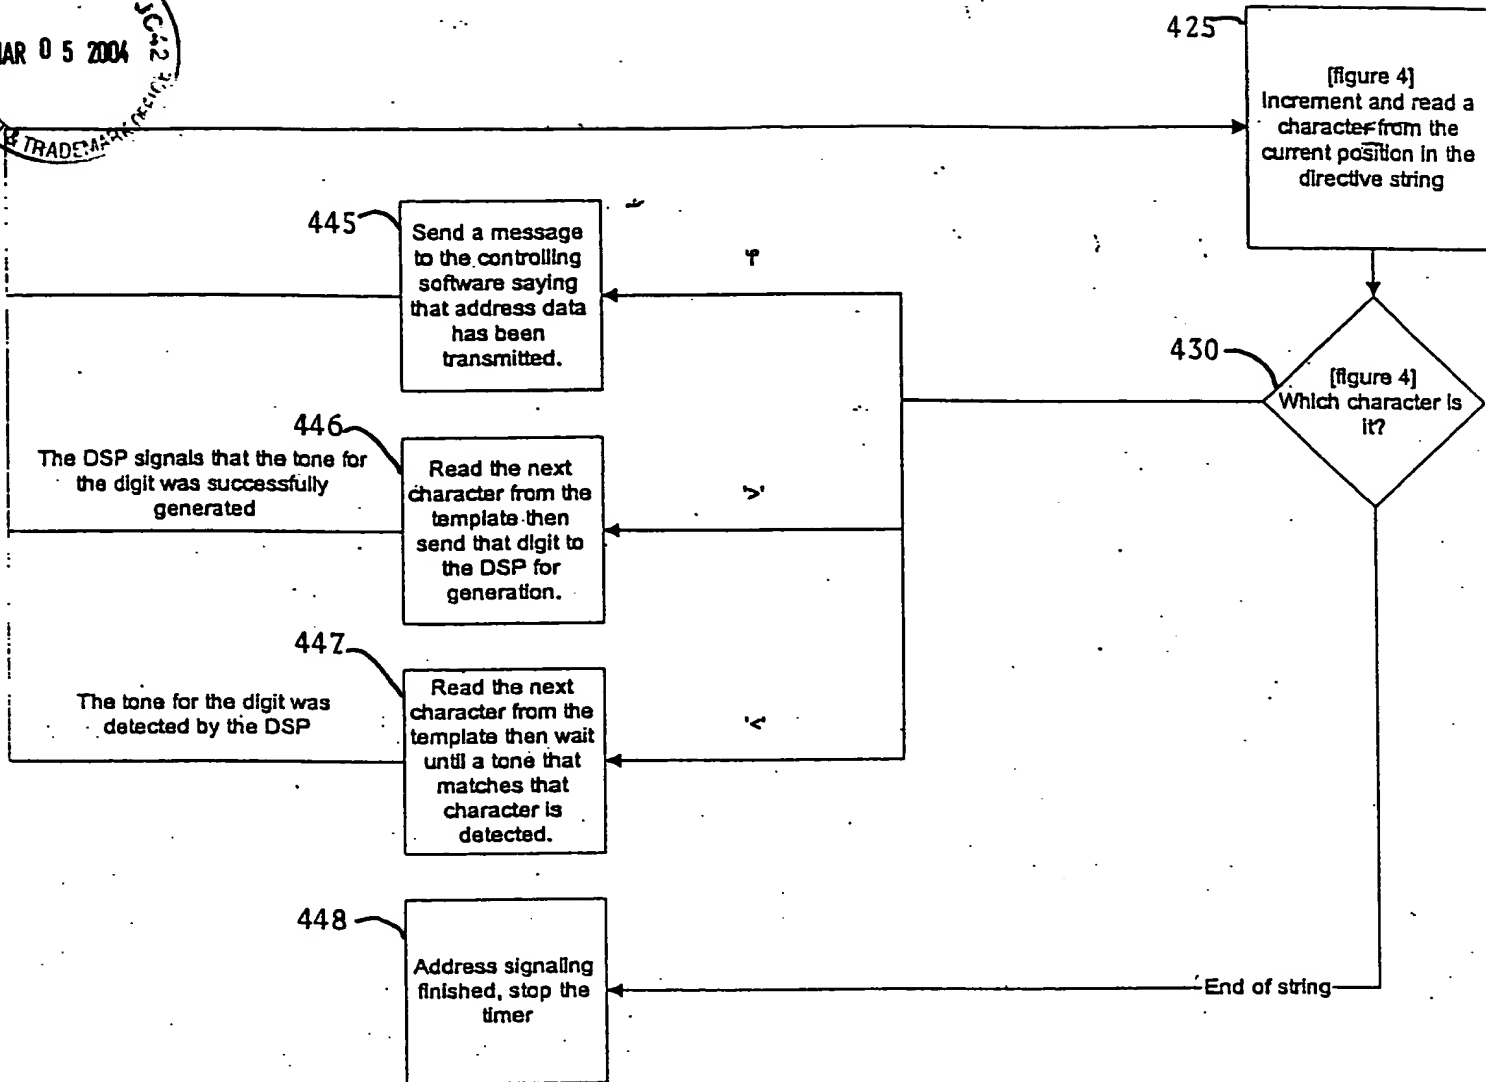 MAR 0 5 2004
& TRADEMARK OFFICE
JC42
425
[figure 4]
Increment and read a
character from the
current position in the
directive string
445
Send a message
to the controlling
software saying
that address data
has been
transmitted.
430
[figure 4]
Which character is
it?
446
The DSP signals that the tone for
the digit was successfully
generated
Read the next
character from the
template then
send that digit to
the DSP for
generation.
'>'
447
The tone for the digit was
detected by the DSP
Read the next
character from the
template then wait
until a tone that
matches that
character is
detected.
'<'
448
Address signaling
finished, stop the
timer
End of string